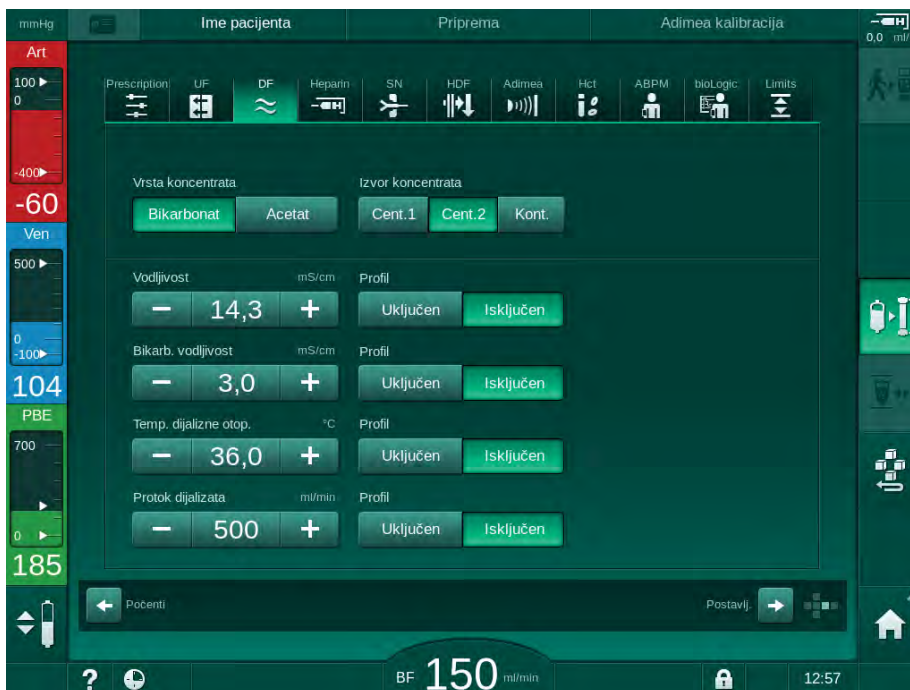 mmHg
Ime pacijenta
Priprema
Adimea kalibracija
0,0 ml/
Art
100
0
-400
-60
Ven
500
0
-100
104
PBE
700
0
185
Prescription
UF
DF
Heparin
SN
HDF
Adimea
Hct
ABPM
bioLogic
Limits
Vrsta koncentrata
Izvor koncentrata
Bikarbonat
Acetat
Cent.1
Cent.2
Kont.
Vodljivost mS/cm
Profil
− 14,3 +
Uključen
Isključen
Bikarb. vodljivost mS/cm
Profil
− 3,0 +
Uključen
Isključen
Temp. dijalizne otop. °C
Profil
− 36,0 +
Uključen
Isključen
Protok dijalizata ml/min
Profil
− 500 +
Uključen
Isključen
Počenti
Postavlj.
? BF 150 ml/min
12:57